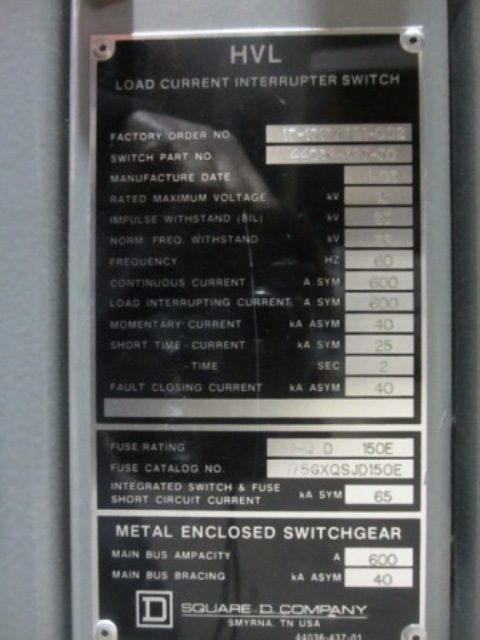 HVL
LOAD CURRENT INTERRUPTER SWITCH
FACTORY ORDER NO.
SWITCH PART NO.
MANUFACTURE DATE
RATED MAXIMUM VOLTAGE kV
IMPULSE WITHSTAND (BIL) kV
NORM. FREQ. WITHSTAND kV
FREQUENCY HZ 60
CONTINUOUS CURRENT A SYM 600
LOAD INTERRUPTING CURRENT A SYM 600
MOMENTARY CURRENT kA ASYM 40
SHORT TIME - CURRENT kA SYM 25
- TIME SEC 2
FAULT CLOSING CURRENT kA ASYM 40
FUSE RATING D 150E
FUSE CATALOG NO. 175GXQSJD150E
INTEGRATED SWITCH & FUSE
SHORT CIRCUIT CURRENT kA SYM 65
METAL ENCLOSED SWITCHGEAR
MAIN BUS AMPACITY A 600
MAIN BUS BRACING kA ASYM 40
D SQUARE D COMPANY
SMYRNA, TN USA
44036-437-01